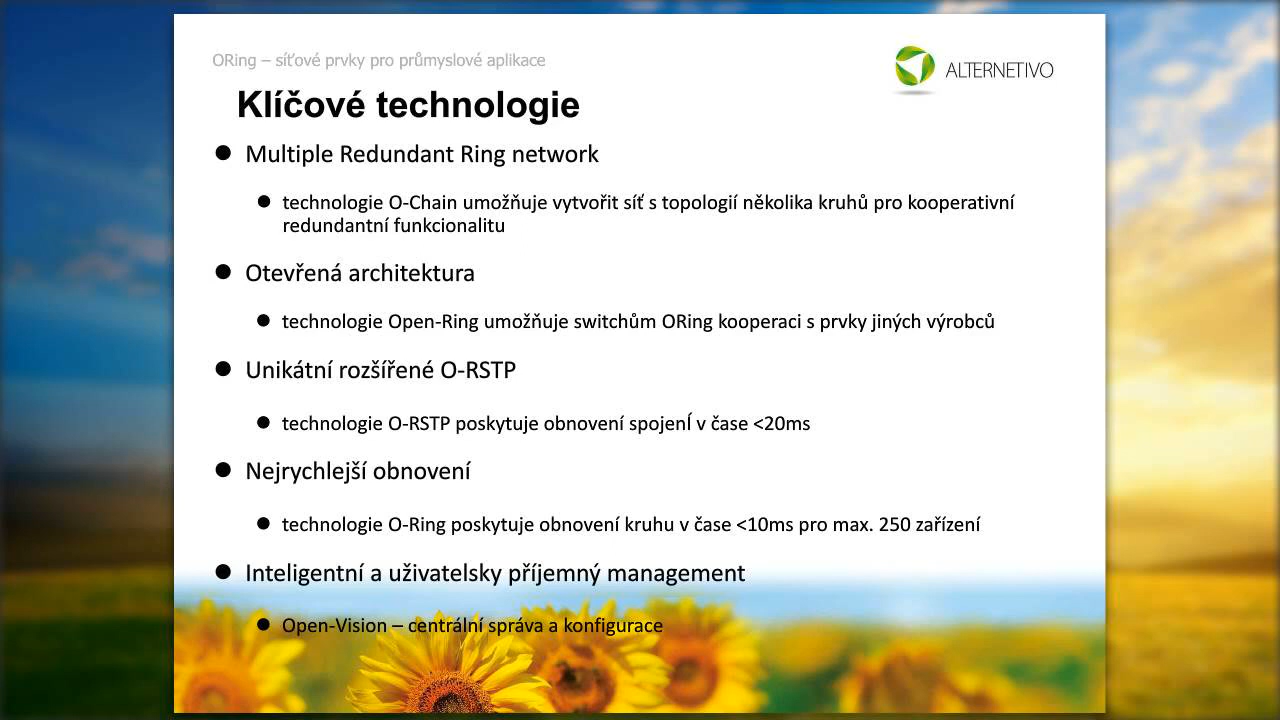 ORing – síťové prvky pro průmyslové aplikace
ALTERNETIVO
Klíčové technologie
Multiple Redundant Ring network
technologie O-Chain umožňuje vytvořit síť s topologií několika kruhů pro kooperativní
redundantní funkcionalitu
Otevřená architektura
technologie Open-Ring umožňuje switchům ORing kooperaci s prvky jiných výrobců
Unikátní rozšířené O-RSTP
technologie O-RSTP poskytuje obnovení spojenÍ v čase <20ms
Nejrychlejší obnovení
technologie O-Ring poskytuje obnovení kruhu v čase <10ms pro max. 250 zařízení
Inteligentní a uživatelsky příjemný management
Open-Vision – centrální správa a konfigurace